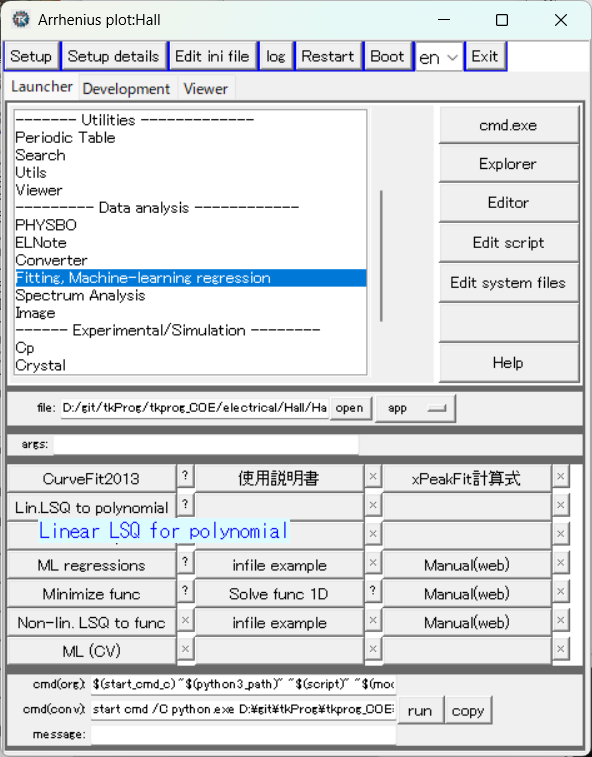 Arrhenius plot:Hall
Setup Setup details Edit ini file log Restart Boot en Exit
Launcher Development Viewer
------- Utilities -------------
Periodic Table
Search
Utils
Viewer
--------- Data analysis ------------
PHYSBO
ELNote
Converter
Fitting, Machine-learning regression
Spectrum Analysis
Image
------ Experimental/Simulation --------
Cp
Crystal
cmd.exe
Explorer
Editor
Edit script
Edit system files
Help
file: D:/git/tkProg/tkprog_COE/electrical/Hall/Ha open app
args:
CurveFit2013 ? 使用説明書 × xPeakFit計算式 ×
Lin.LSQ to polynomial ? × ×
Linear LSQ for polynomial × ×
ML regressions ? infile example × Manual(web) ×
Minimize func ? Solve func 1D ? Manual(web) ×
Non-lin. LSQ to func × infile example × Manual(web) ×
ML (CV) × × ×
cmd(org): $(start_cmd_c) "$(python3_path)" "$(script)" "$(mod
cmd(conv): start cmd /C python.exe D:¥git¥tkProg¥tkprog_COE run copy
message: